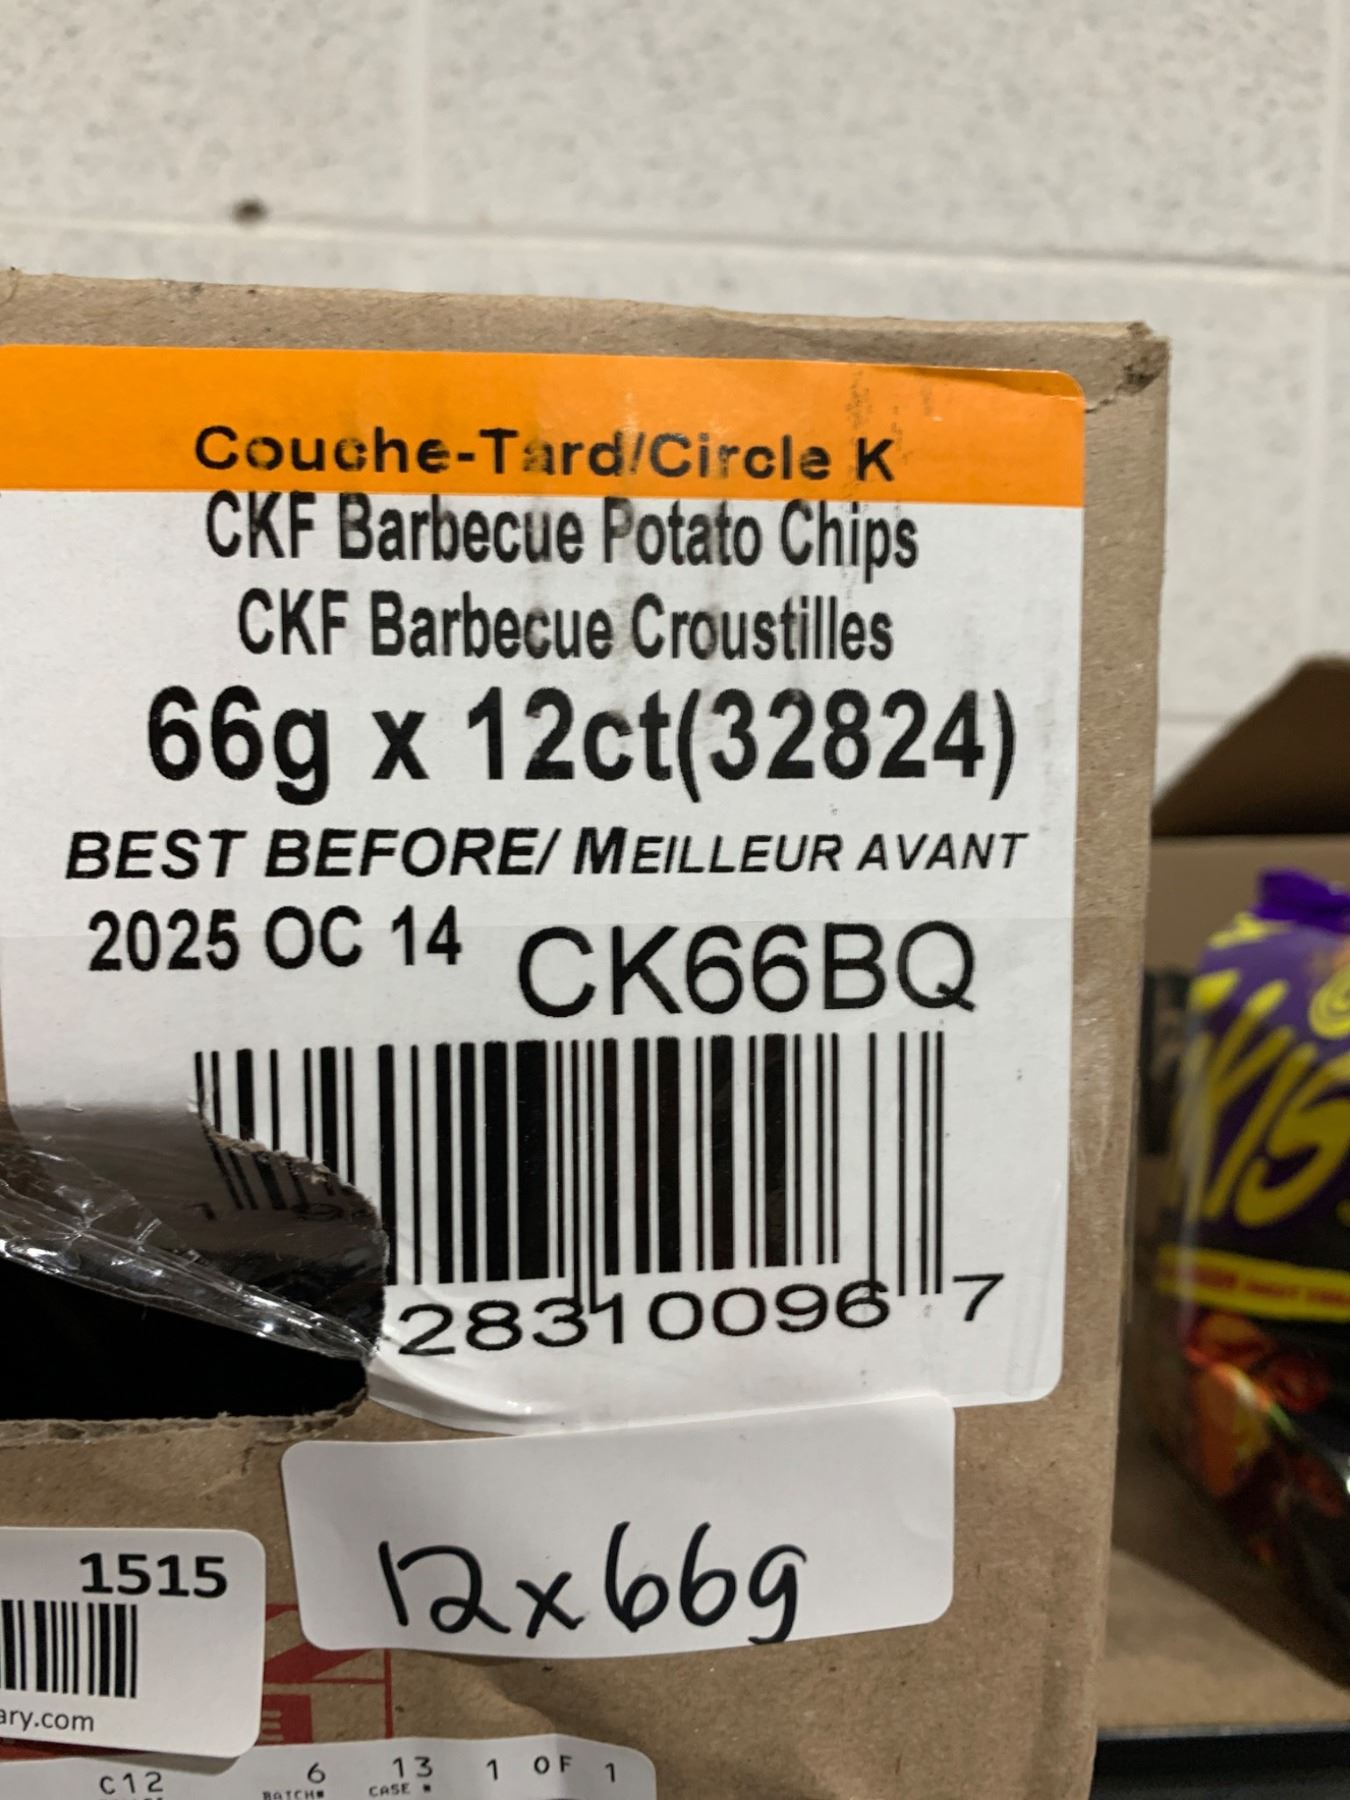 Couche-Tard/Circle K
CKF Barbecue Potato Chips
CKF Barbecue Croustilles
66g x 12ct(32824)
BEST BEFORE/ MEILLEUR AVANT
2025 OC 14 CK66BQ
28310096 7
12x66g
1515
ary.com
C12 6 13 1 OF 1
BATCH# CASE #
KIS